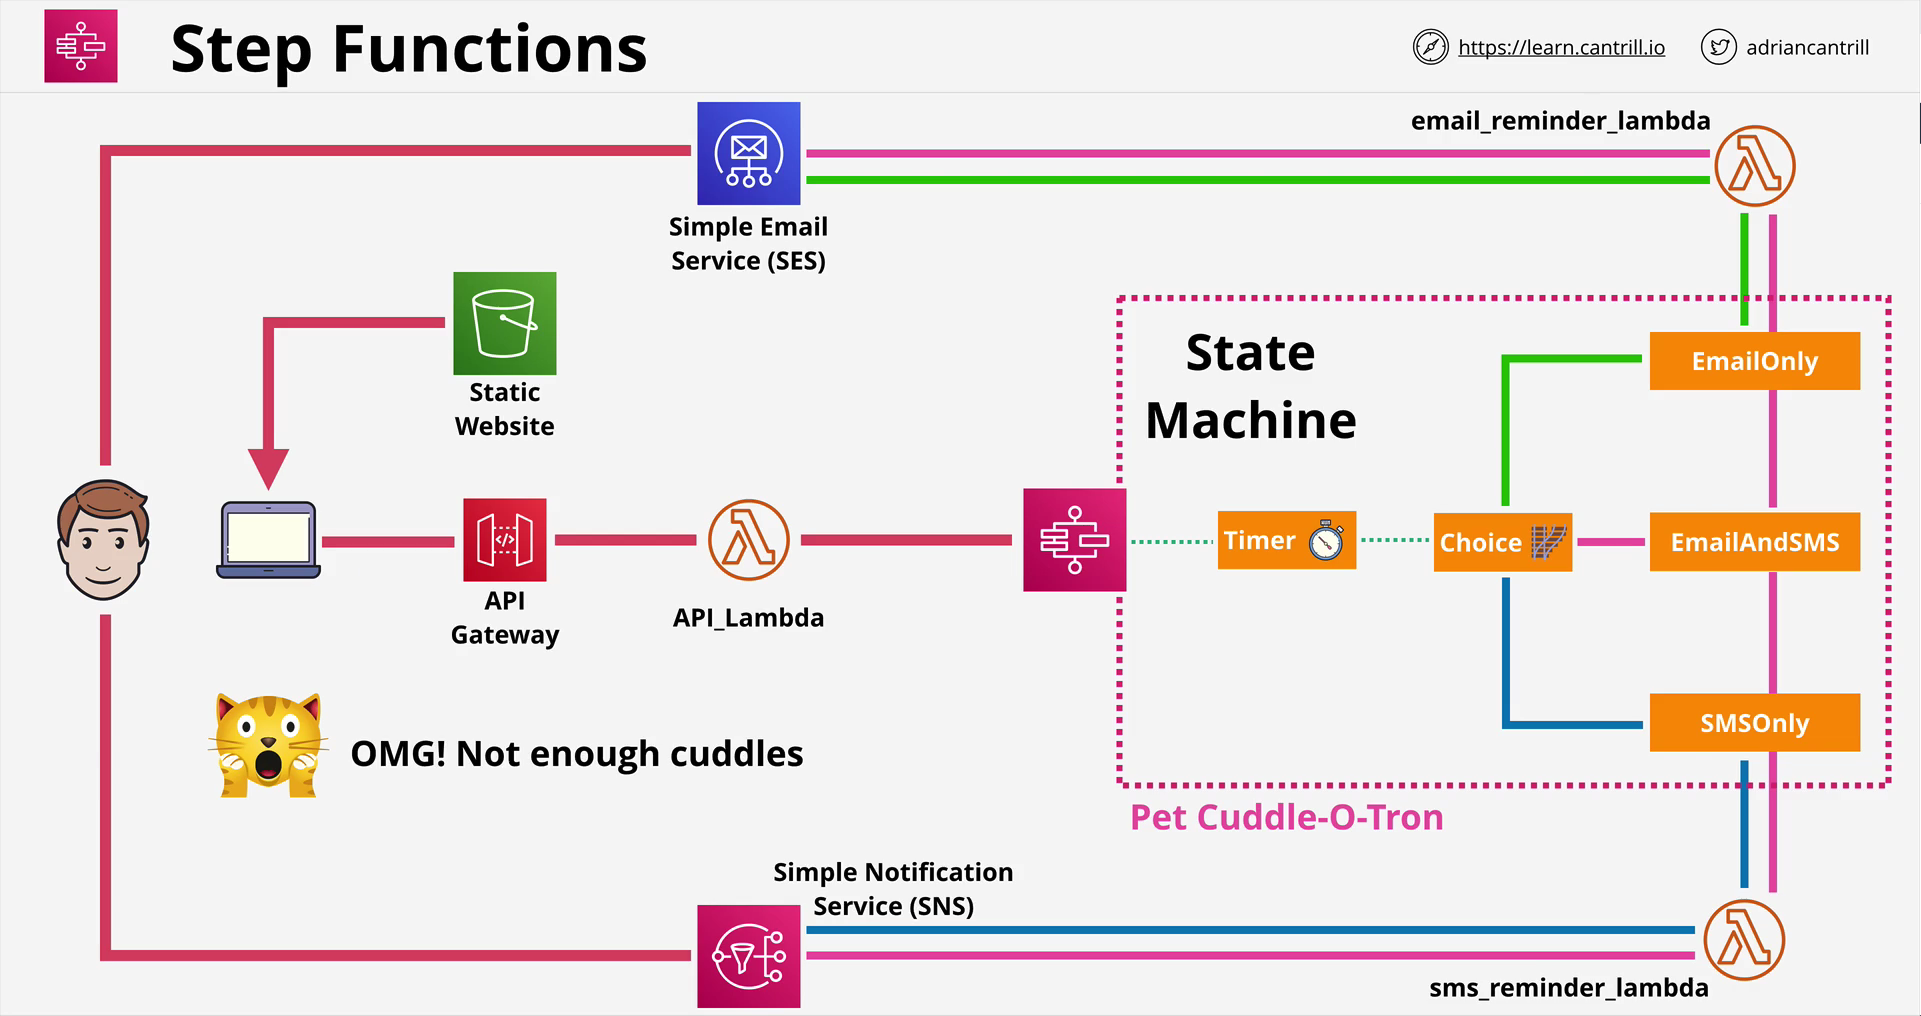 Step Functions
https://learn.cantrill.io
adriancantrill
email_reminder_lambda
Simple Email
Service (SES)
Static
Website
State
Machine
EmailOnly
Timer
Choice
EmailAndSMS
API
Gateway
API_Lambda
SMSOnly
OMG! Not enough cuddles
Pet Cuddle-O-Tron
Simple Notification
Service (SNS)
sms_reminder_lambda